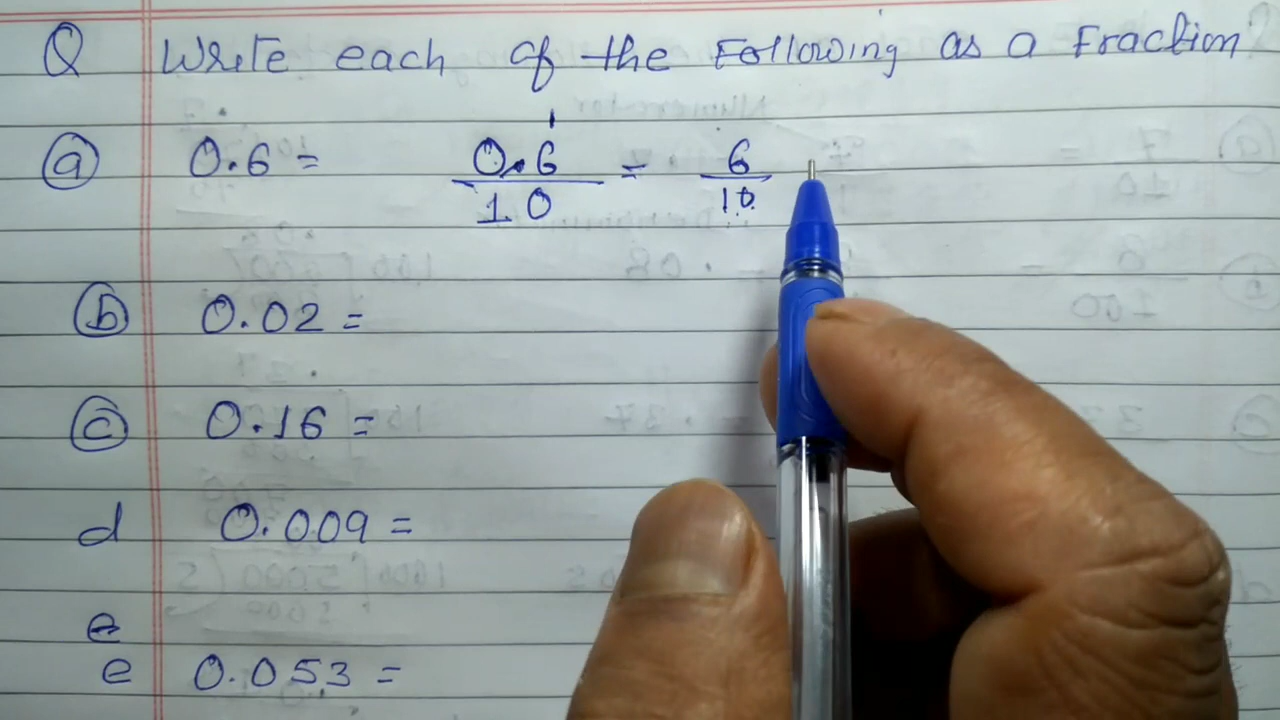 Q Write each of the Following as a Fraction?
a 0.6 = 0.6/10 = 6/10
b 0.02 =
c 0.16 =
d 0.009 =
e
e 0.053 =